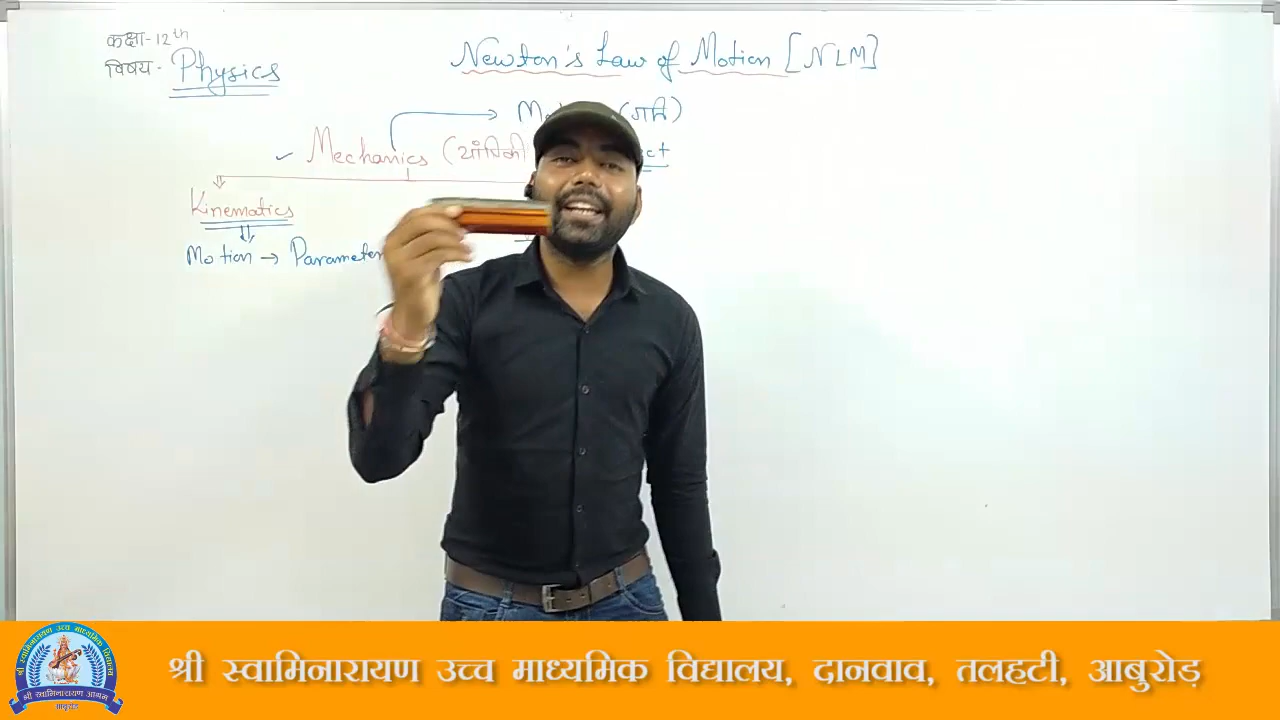 कक्षा-12th
विषय- Physics
Newton's Law of Motion [NLM]
(गति)
Mechanics (यांत्रिकी
Kinematics
Motion → Parameter
श्री स्वामिनारायण उच्च माध्यमिक विद्यालय, दानवाव, तलहटी, आबुरोड़